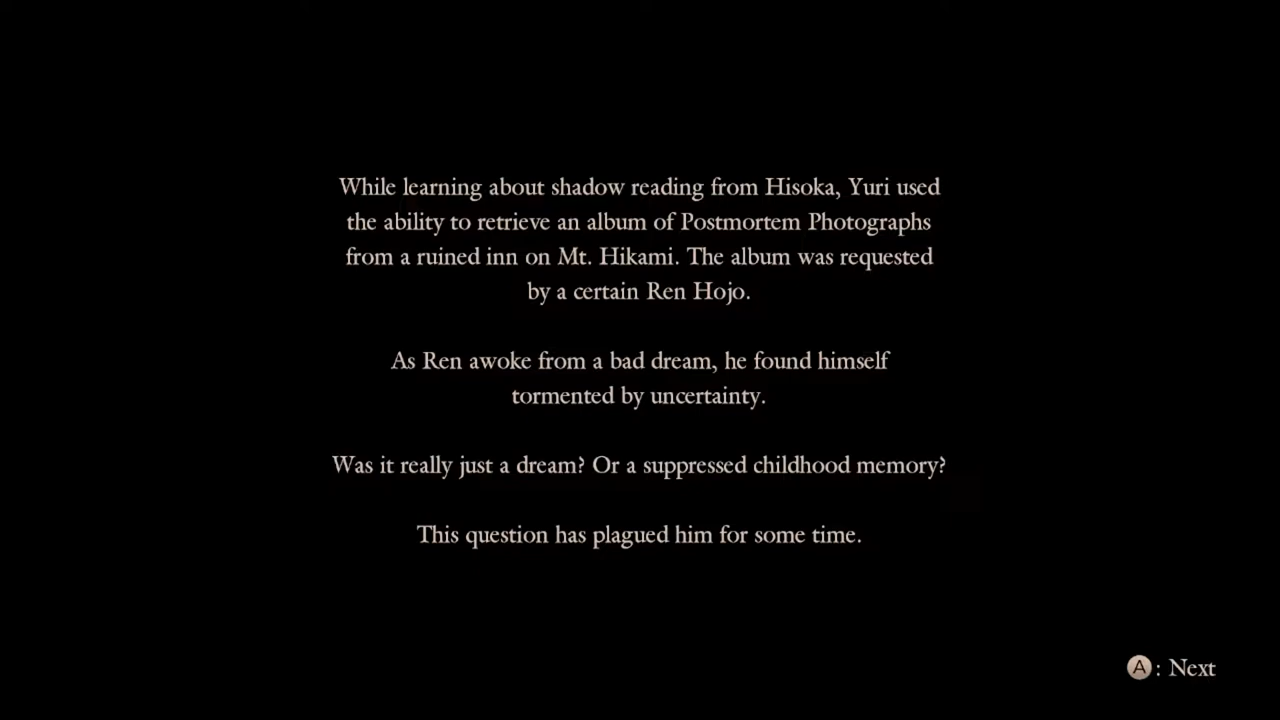 While learning about shadow reading from Hisoka, Yuri used
the ability to retrieve an album of Postmortem Photographs
from a ruined inn on Mt. Hikami. The album was requested
by a certain Ren Hojo.
As Ren awoke from a bad dream, he found himself
tormented by uncertainty.
Was it really just a dream? Or a suppressed childhood memory?
This question has plagued him for some time.
A : Next